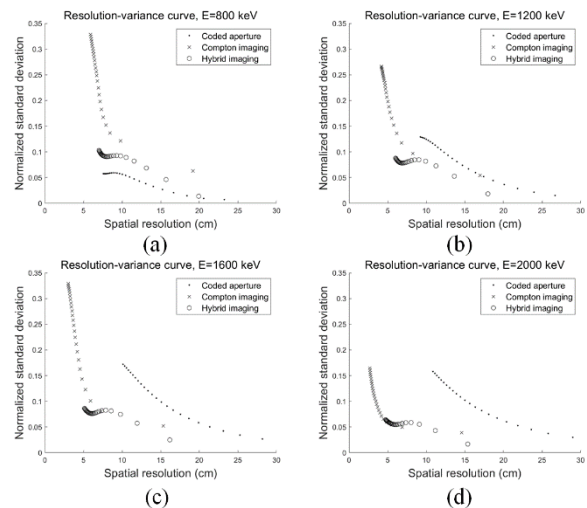 Resolution-variance curve, E=800 keV
Normalized standard deviation
0.35
0.3
0.25
0.2
0.15
0.1
0.05
0
0 5 10 15 20 25 30
Spatial resolution (cm)
Coded aperture
Compton imaging
Hybrid imaging
(a)
Resolution-variance curve, E=1200 keV
Normalized standard deviation
0.35
0.3
0.25
0.2
0.15
0.1
0.05
0
0 5 10 15 20 25 30
Spatial resolution (cm)
Coded aperture
Compton imaging
Hybrid imaging
(b)
Resolution-variance curve, E=1600 keV
Normalized standard deviation
0.35
0.3
0.25
0.2
0.15
0.1
0.05
0
0 5 10 15 20 25 30
Spatial resolution (cm)
Coded aperture
Compton imaging
Hybrid imaging
(c)
Resolution-variance curve, E=2000 keV
Normalized standard deviation
0.35
0.3
0.25
0.2
0.15
0.1
0.05
0
0 5 10 15 20 25 30
Spatial resolution (cm)
Coded aperture
Compton imaging
Hybrid imaging
(d)